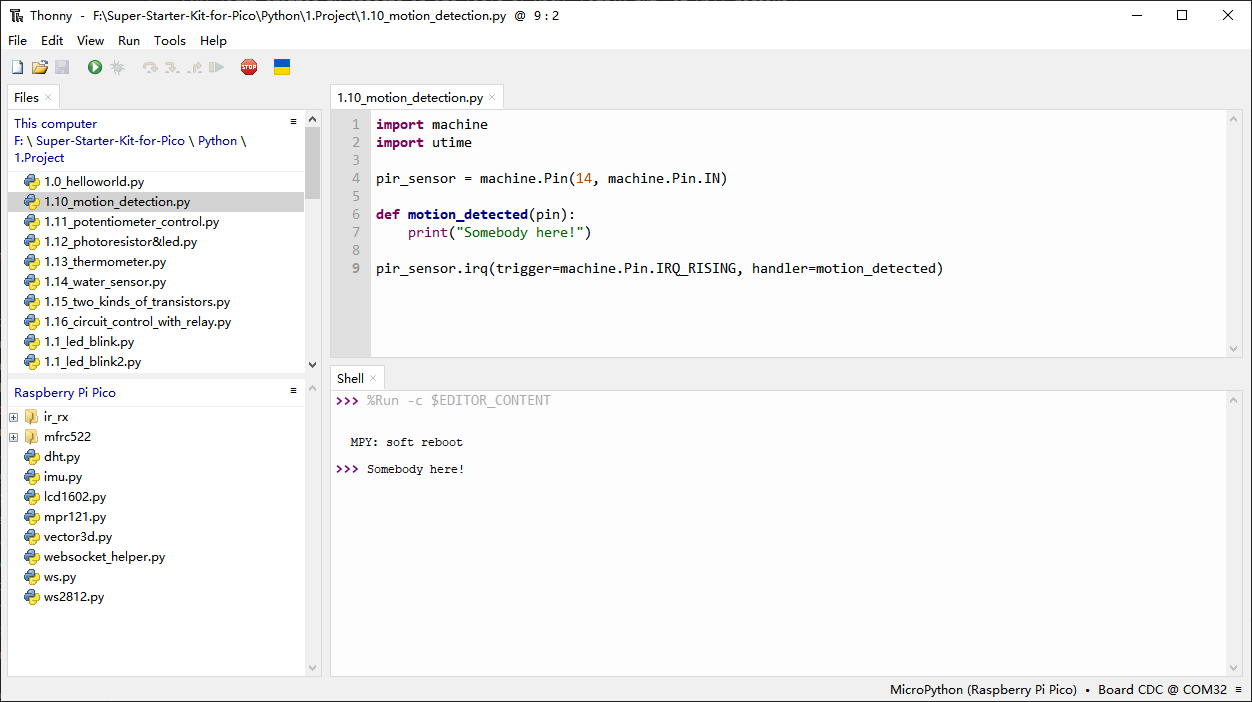 Thonny - F:\Super-Starter-Kit-for-Pico\Python\1.Project\1.10_motion_detection.py @ 9 : 2
File Edit View Run Tools Help
STOP
Files ×
This computer
F: \ Super-Starter-Kit-for-Pico \ Python \
1.Project
1.0_helloworld.py
1.10_motion_detection.py
1.11_potentiometer_control.py
1.12_photoresistor&led.py
1.13_thermometer.py
1.14_water_sensor.py
1.15_two_kinds_of_transistors.py
1.16_circuit_control_with_relay.py
1.1_led_blink.py
1.1_led_blink2.py
Raspberry Pi Pico
ir_rx
mfrc522
dht.py
imu.py
lcd1602.py
mpr121.py
vector3d.py
websocket_helper.py
ws.py
ws2812.py
1.10_motion_detection.py ×
1 import machine
2 import utime
3
4 pir_sensor = machine.Pin(14, machine.Pin.IN)
5
6 def motion_detected(pin):
7     print("Somebody here!")
8
9 pir_sensor.irq(trigger=machine.Pin.IRQ_RISING, handler=motion_detected)
Shell ×
>>> %Run -c $EDITOR_CONTENT
MPY: soft reboot
>>> Somebody here!
MicroPython (Raspberry Pi Pico) • Board CDC @ COM32 ≡